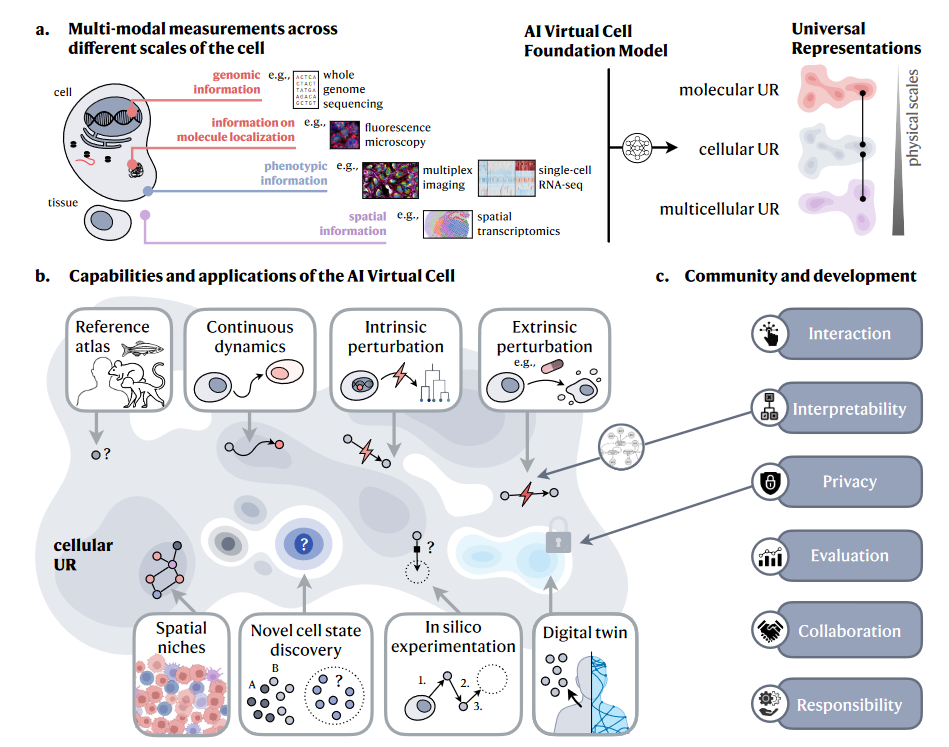 a. Multi-modal measurements across
different scales of the cell
AI Virtual Cell
Foundation Model
Universal
Representations
cell
genomic
information
e.g.,
ACTCA
CTACT
TATGA
AGACA
GCTGT
whole
genome
sequencing
information on
molecule localization
e.g.,
fluorescence
microscopy
phenotypic
information
e.g.,
multiplex
imaging
single-cell
RNA-seq
tissue
spatial
information
e.g.,
spatial
transcriptomics
molecular UR
cellular UR
multicellular UR
physical scales
b. Capabilities and applications of the AI Virtual Cell
Reference
atlas
Continuous
dynamics
Intrinsic
perturbation
Extrinsic
perturbation
e.g.,
?
cellular
UR
?
?
Spatial
niches
Novel cell state
discovery
A
B
?
In silico
experimentation
1.
2.
3.
Digital twin
c. Community and development
Interaction
Interpretability
Privacy
Evaluation
Collaboration
Responsibility